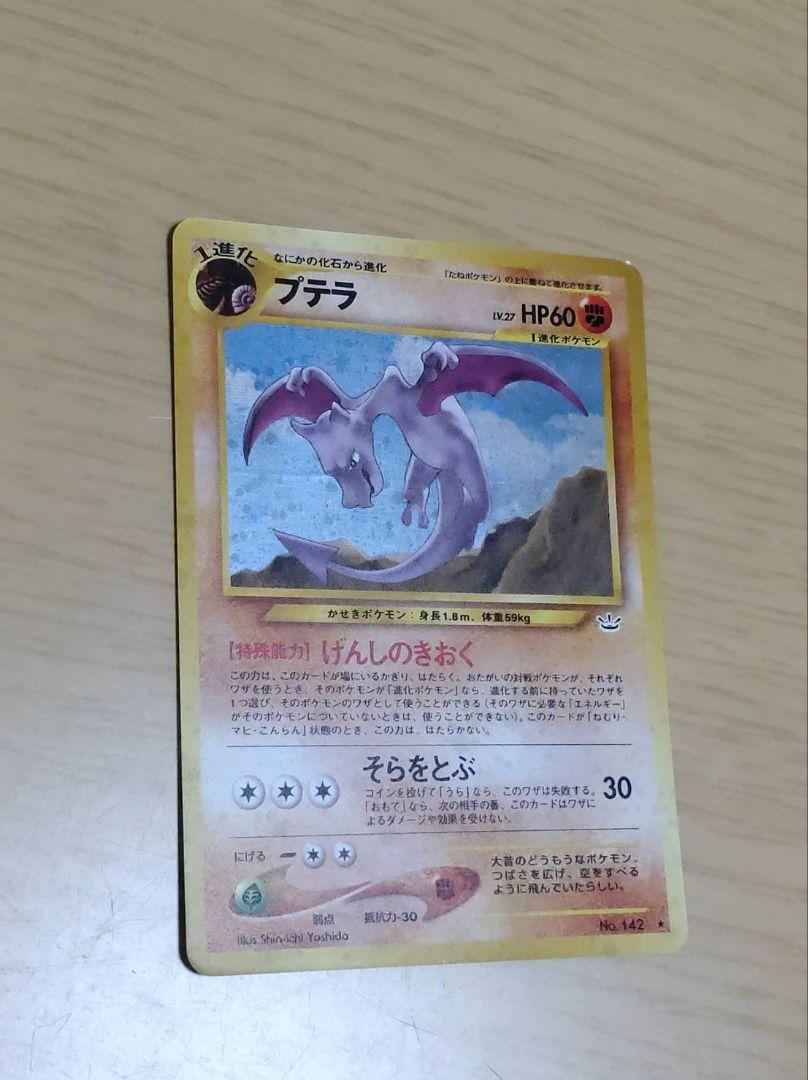 1進化
なにかの化石から進化
「たねポケモン」の上に重ねて進化させます。
プテラ
LV.27 HP60
1進化ポケモン
かせきポケモン：身長1.8m、体重59kg
[特殊能力] げんしのきおく
この力は、このカードが場にいるかぎり、はたらく。おたがいの対戦ポケモンが、それぞれ
ワザを使うとき、そのポケモンが「進化ポケモン」なら、進化する前に持っていたワザを
1つ選び、そのポケモンのワザとして使うことができる（そのワザに必要な「エネルギー」
がそのポケモンについていないときは、使うことができない）。このカードが「ねむり・
マヒ・こんらん」状態のとき、この力は、はたらかない。
そらをとぶ
コインを投げて「うら」なら、このワザは失敗する。
「おもて」なら、次の相手の番、このカードはワザに
よるダメージや効果を受けない。
30
にげる
大昔のどうもうなポケモン。
つばさを広げ、空をすべる
ように飛んでいたらしい。
弱点 抵抗力-30
Illus.Shin-ichi Yoshida
No. 142 ★